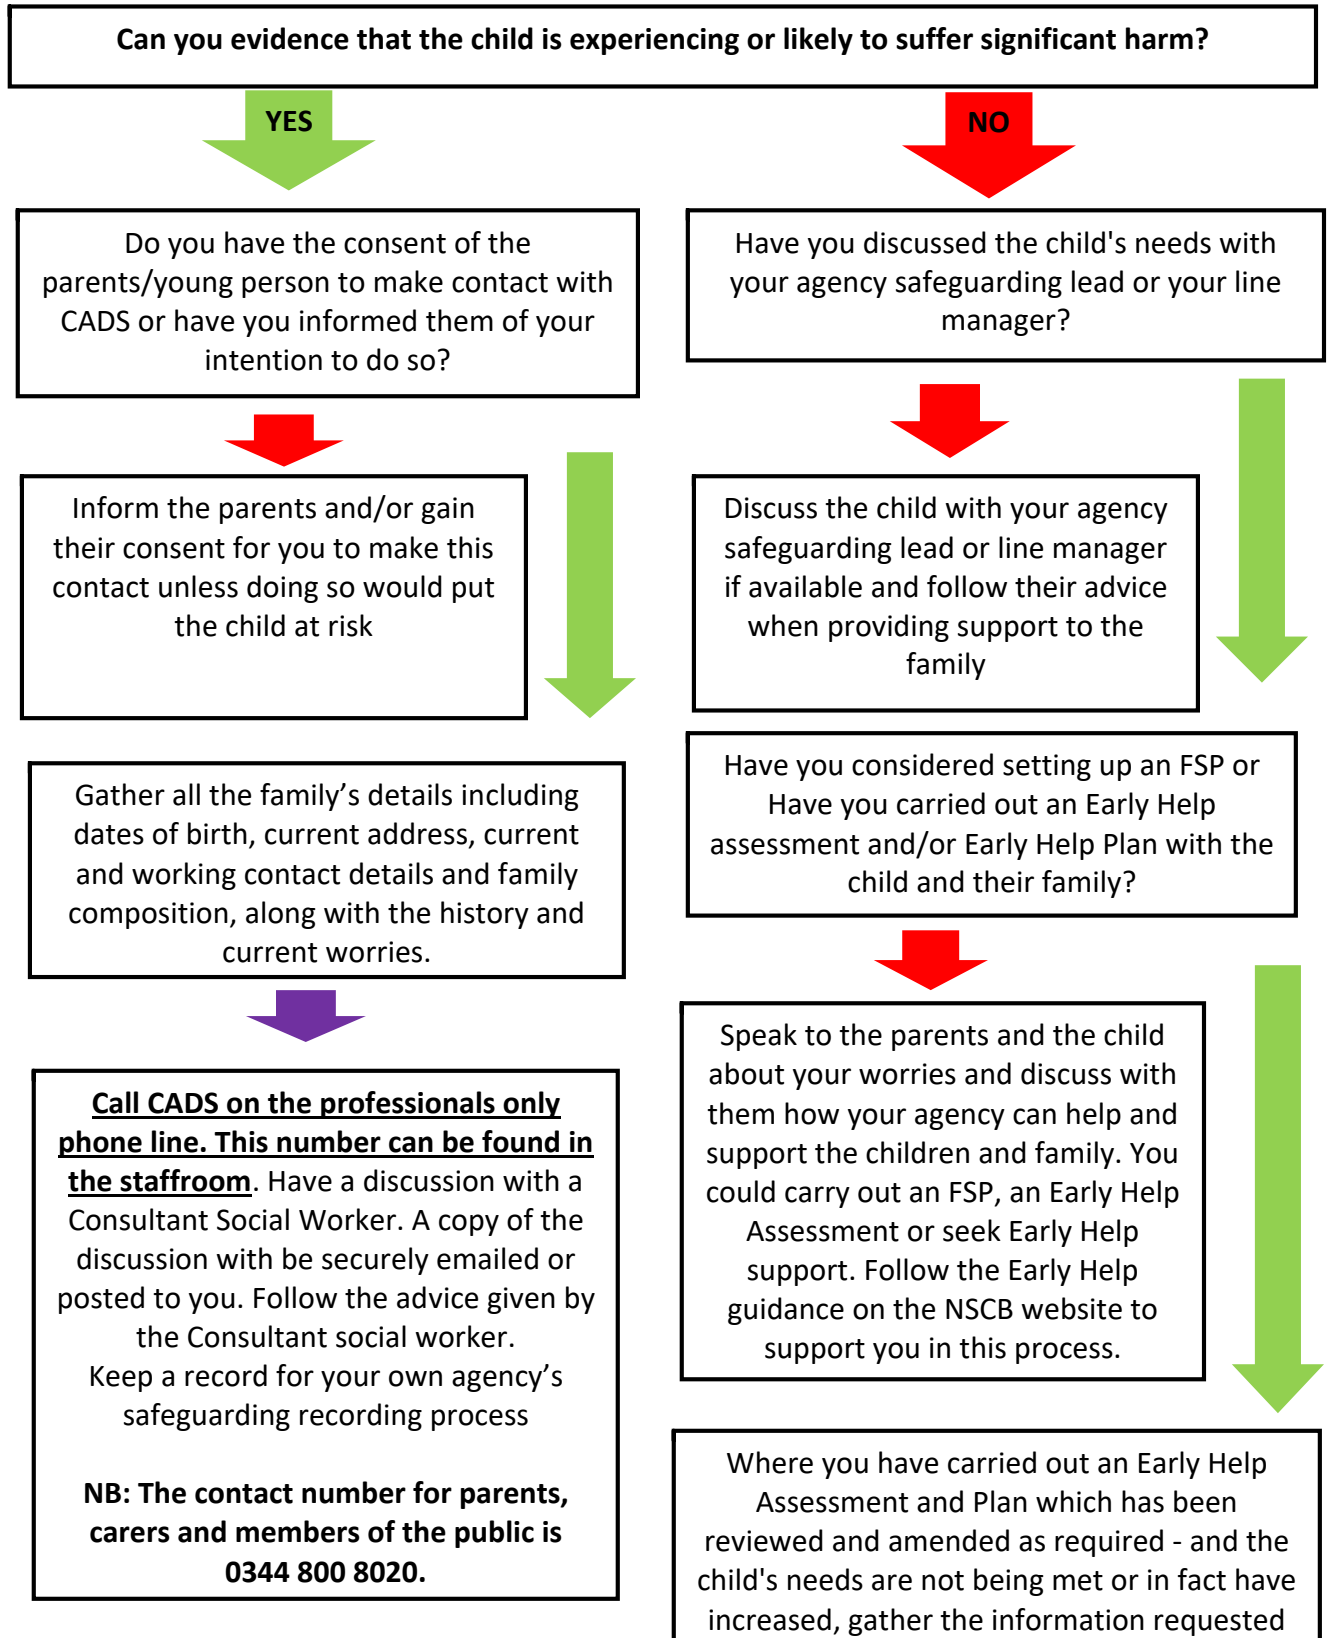 Can you evidence that the child is experiencing or likely to suffer significant harm?
YES
NO
Do you have the consent of the
parents/young person to make contact with
CADS or have you informed them of your
intention to do so?
Have you discussed the child's needs with
your agency safeguarding lead or your line
manager?
Inform the parents and/or gain
their consent for you to make this
contact unless doing so would put
the child at risk
Discuss the child with your agency
safeguarding lead or line manager
if available and follow their advice
when providing support to the
family
Gather all the family’s details including
dates of birth, current address, current
and working contact details and family
composition, along with the history and
current worries.
Have you considered setting up an FSP or
Have you carried out an Early Help
assessment and/or Early Help Plan with the
child and their family?
Call CADS on the professionals only
phone line. This number can be found in
the staffroom. Have a discussion with a
Consultant Social Worker. A copy of the
discussion with be securely emailed or
posted to you. Follow the advice given by
the Consultant social worker.
Keep a record for your own agency’s
safeguarding recording process
NB: The contact number for parents,
carers and members of the public is
0344 800 8020.
Speak to the parents and the child
about your worries and discuss with
them how your agency can help and
support the children and family. You
could carry out an FSP, an Early Help
Assessment or seek Early Help
support. Follow the Early Help
guidance on the NSCB website to
support you in this process.
Where you have carried out an Early Help
Assessment and Plan which has been
reviewed and amended as required - and the
child's needs are not being met or in fact have
increased, gather the information requested